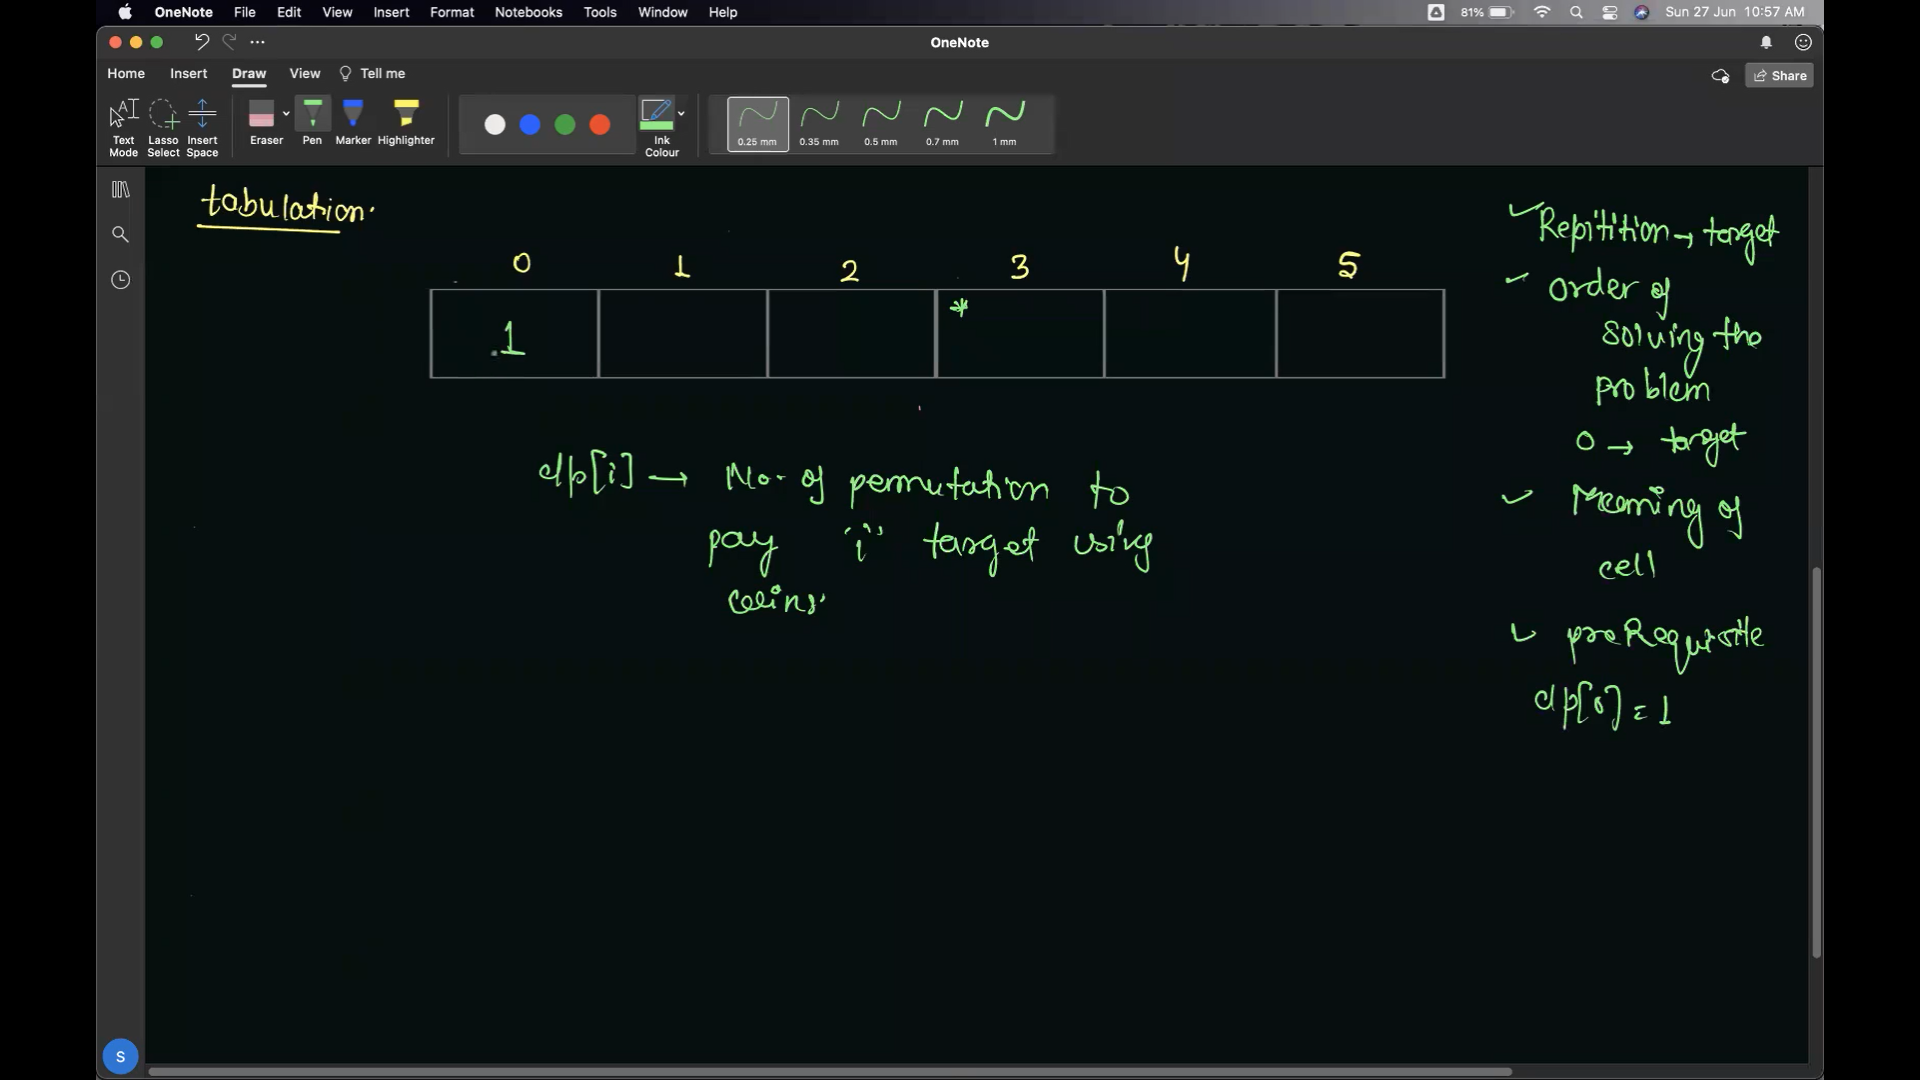 OneNote File Edit View Insert Format Notebooks Tools Window Help 81% Sun 27 Jun 10:57 AM
OneNote
Home Insert Draw View Tell me Share
Text Mode Lasso Select Insert Space Eraser Pen Marker Highlighter Ink Colour 0.25 mm 0.35 mm 0.5 mm 0.7 mm 1 mm
tabulation.
0 1 2 3 4 5
1 *
dp[i] → No. of permutation to
pay "i" target using
coins.
✓ Repitition → target
✓ Order of
solving the
problem
0 → target
✓ Meaning of
cell
✓ preRequisite
dp[0] = 1
S